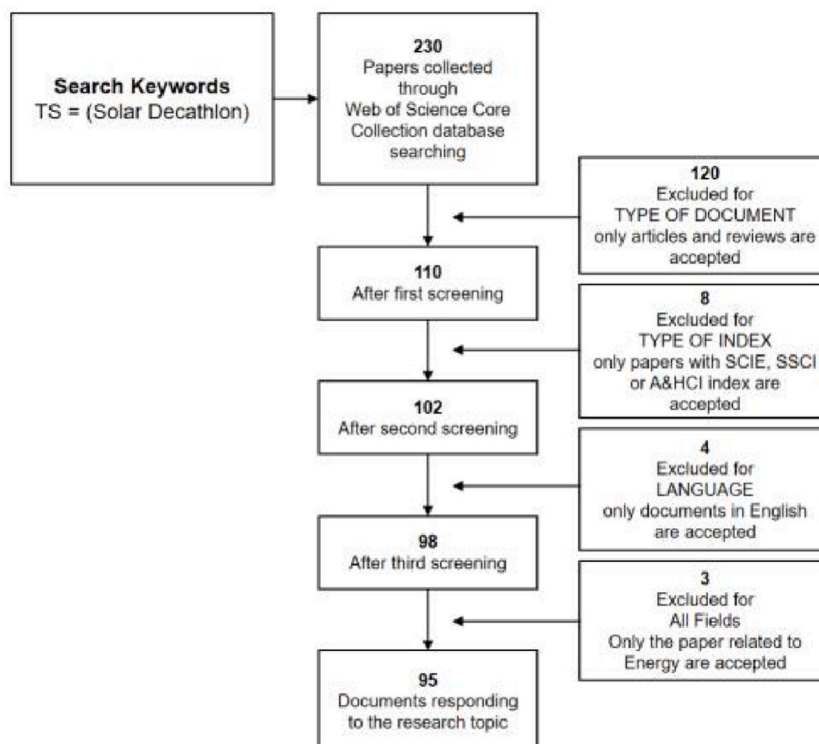 Search Keywords
TS = (Solar Decathlon)
230
Papers collected
through
Web of Science Core
Collection database
searching
120
Excluded for
TYPE OF DOCUMENT
only articles and reviews are
accepted
110
After first screening
8
Excluded for
TYPE OF INDEX
only papers with SCIE, SSCI
or A&HCI index are
accepted
102
After second screening
4
Excluded for
LANGUAGE
only documents in English
are accepted
98
After third screening
3
Excluded for
All Fields
Only the paper related to
Energy are accepted
95
Documents responding
to the research topic